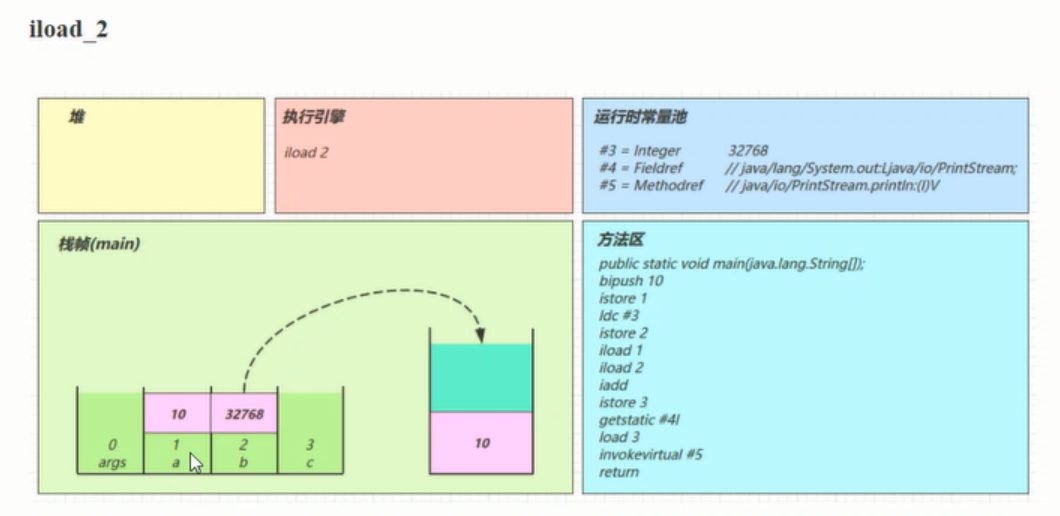 iload_2
堆
执行引擎
iload 2
运行时常量池
#3 = Integer 32768
#4 = Fieldref // java/lang/System.out:Ljava/io/PrintStream;
#5 = Methodref // java/io/PrintStream.println:(I)V
栈帧(main)
10 32768
0 1 2 3
args a b c
10
方法区
public static void main(java.lang.String[]);
bipush 10
istore 1
ldc #3
istore 2
iload 1
iload 2
iadd
istore 3
getstatic #4l
load 3
invokevirtual #5
return